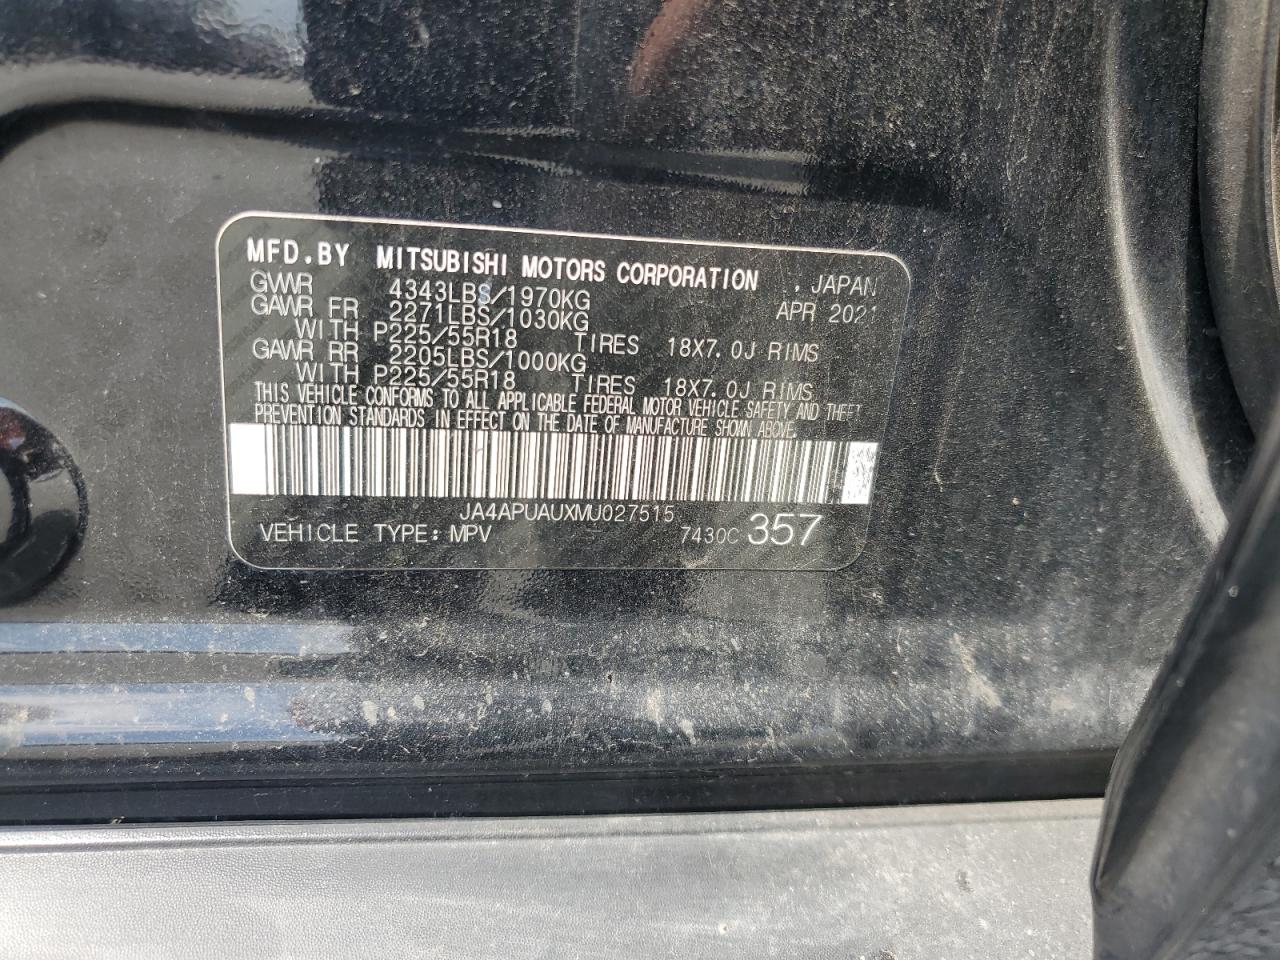 MFD.BY MITSUBISHI MOTORS CORPORATION . JAPAN
GVWR 4343LBS/1970KG APR 2021
GAWR FR 2271LBS/1030KG
WITH P225/55R18 TIRES 18X7.0J RIMS
GAWR RR 2205LBS/1000KG
WITH P225/55R18 TIRES 18X7.0J RIMS
THIS VEHICLE CONFORMS TO ALL APPLICABLE FEDERAL MOTOR VEHICLE SAFETY AND THEFT
PREVENTION STANDARDS IN EFFECT ON THE DATE OF MANUFACTURE SHOWN ABOVE.
JA4APUAUXMU027515
VEHICLE TYPE: MPV 7430C 357